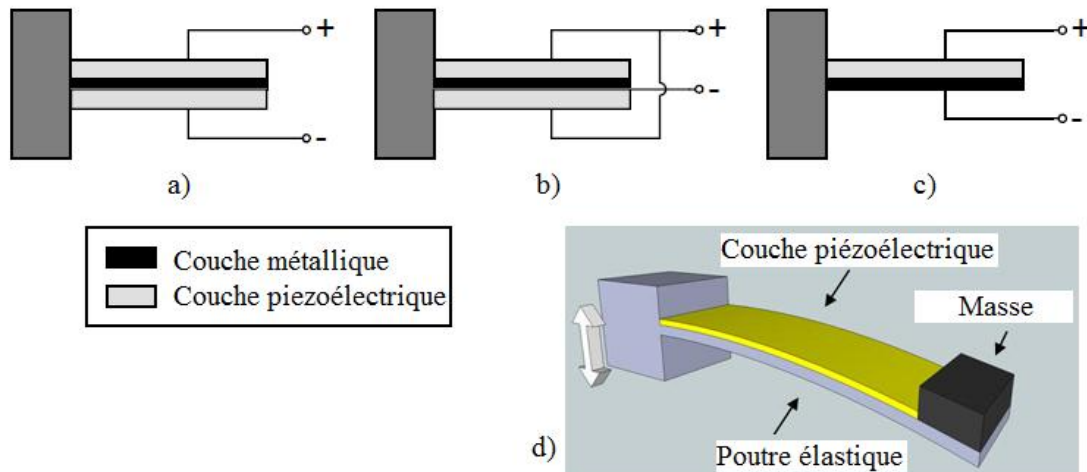 +
-
a)
+
-
b)
+
-
c)
Couche métallique
Couche piezoélectrique
Couche piézoélectrique
Masse
d)
Poutre élastique